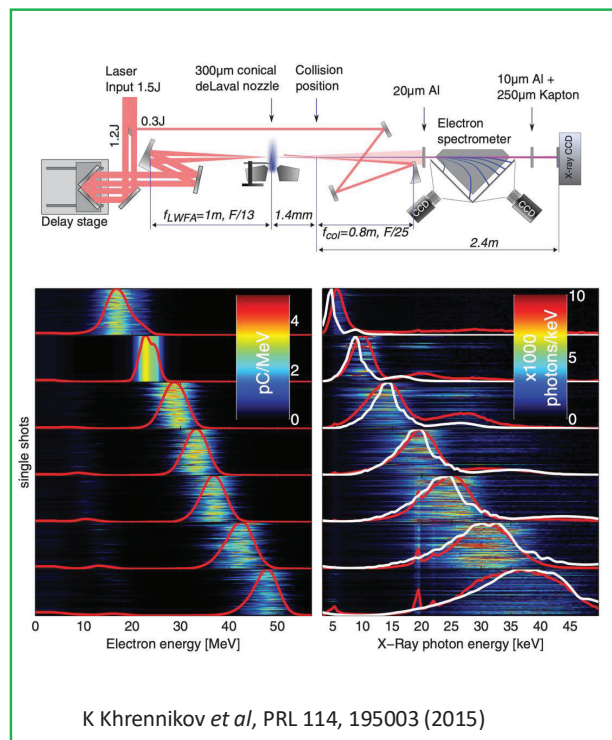 Laser
Input 1.5J
300μm conical
deLaval nozzle
Collision
position
10μm Al +
250μm Kapton
20μm Al
Electron
spectrometer
1.2J
0.3J
X-ray CCD
CCD
CCD
Delay stage
f_LWFA=1m, F/13
1.4mm
f_col=0.8m, F/25
2.4m
single shots
pC/MeV
4
2
0
x1000
photons/keV
10
5
0
0 10 20 30 40 50
Electron energy [MeV]
5 10 15 20 25 30 35 40 45
X−Ray photon energy [keV]
K Khrennikov et al, PRL 114, 195003 (2015)